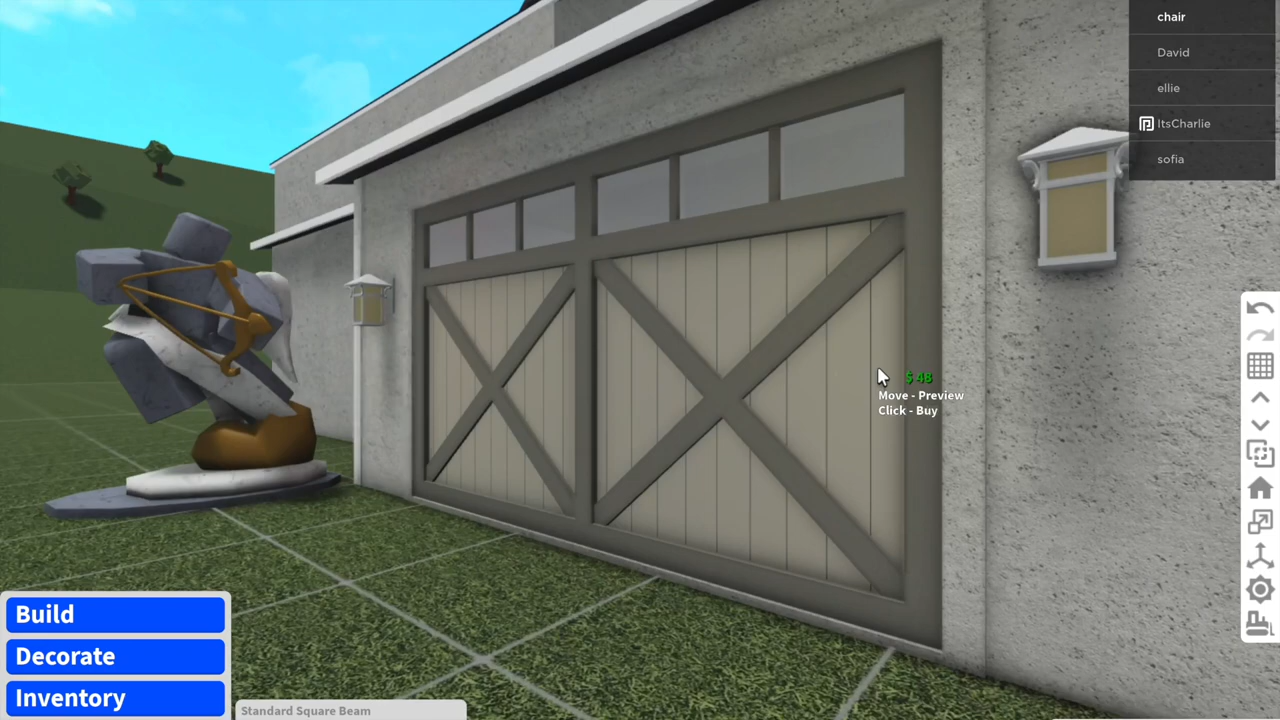 chair
David
ellie
ItsCharlie
sofia
$ 48
Move - Preview
Click - Buy
Build
Decorate
Inventory
Standard Square Beam